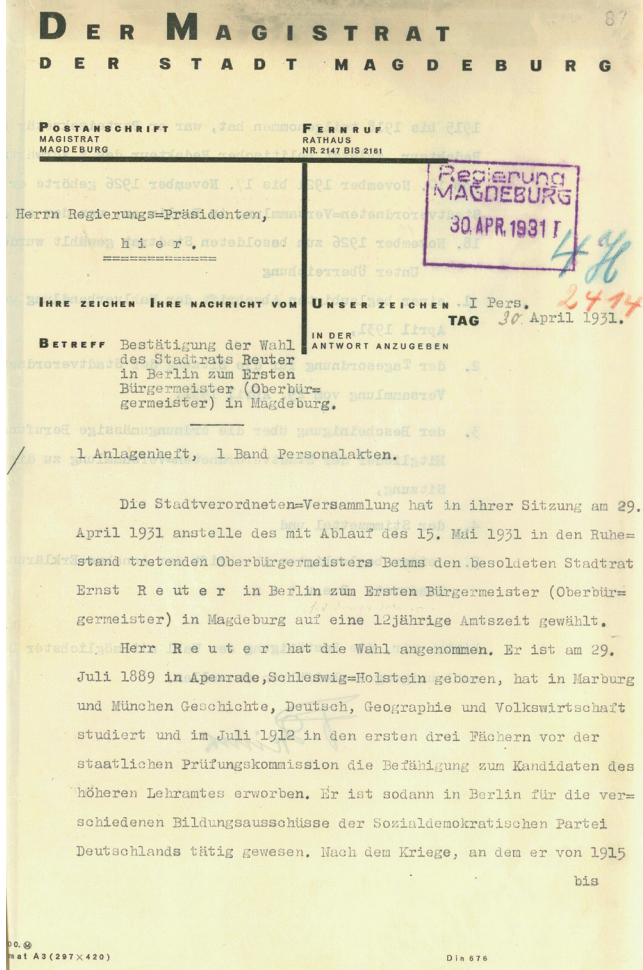 87
DER MAGISTRAT
DER STADT MAGDEBURG
POSTANSCHRIFT
MAGISTRAT
MAGDEBURG
FERNRUF
RATHAUS
NR. 2147 BIS 2161
Regierung
MAGDEBURG
30. APR. 1931
Herrn Regierungs=Präsidenten,
hier.
=============
2414
IHRE ZEICHEN IHRE NACHRICHT VOM UNSER ZEICHEN I Pers.
TAG 30. April 1931.
IN DER
ANTWORT ANZUGEBEN
BETREFF Bestätigung der Wahl
des Stadtrats Reuter
in Berlin zum Ersten
Bürgermeister (Oberbür=
germeister) in Magdeburg.
1 Anlagenheft, 1 Band Personalakten.
Die Stadtverordneten=Versammlung hat in ihrer Sitzung am 29.
April 1931 anstelle des mit Ablauf des 15. Mai 1931 in den Ruhe=
stand tretenden Oberbürgermeisters Beims den besoldeten Stadtrat
Ernst R e u t e r in Berlin zum Ersten Bürgermeister (Oberbür=
germeister) in Magdeburg auf eine 12jährige Amtszeit gewählt.
Herr R e u t e r hat die Wahl angenommen. Er ist am 29.
Juli 1889 in Apenrade,Schleswig=Holstein geboren, hat in Marburg
und München Geschichte, Deutsch, Geographie und Volkswirtschaft
studiert und im Juli 1912 in den ersten drei Fächern vor der
staatlichen Prüfungskommission die Befähigung zum Kandidaten des
höheren Lehramtes erworben. Er ist sodann in Berlin für die ver=
schiedenen Bildungsausschüsse der Sozialdemokratischen Partei
Deutschlands tätig gewesen. Nach dem Kriege, an dem er von 1915
bis
mat A3 (297×420)
Din 676